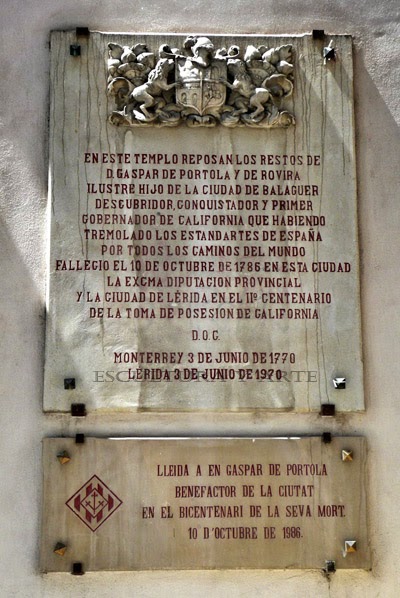 EN ESTE TEMPLO REPOSAN LOS RESTOS DE
D. GASPAR DE PORTOLA Y DE ROVIRA
ILUSTRE HIJO DE LA CIUDAD DE BALAGUER
DESCUBRIDOR, CONQUISTADOR Y PRIMER
GOBERNADOR DE CALIFORNIA QUE HABIENDO
TREMOLADO LOS ESTANDARTES DE ESPAÑA
POR TODOS LOS CAMINOS DEL MUNDO
FALLECIO EL 10 DE OCTUBRE DE 1786 EN ESTA CIUDAD
LA EXCMA DIPUTACION PROVINCIAL
Y LA CIUDAD DE LÉRIDA EN EL IIº CENTENARIO
DE LA TOMA DE POSESION DE CALIFORNIA
D.O.C.
MONTERREY 3 DE JUNIO DE 1770
LÉRIDA 3 DE JUNIO DE 1970
LLEIDA A EN GASPAR DE PORTOLA
BENEFACTOR DE LA CIUTAT
EN EL BICENTENARI DE LA SEVA MORT.
10 D'OCTUBRE DE 1986.